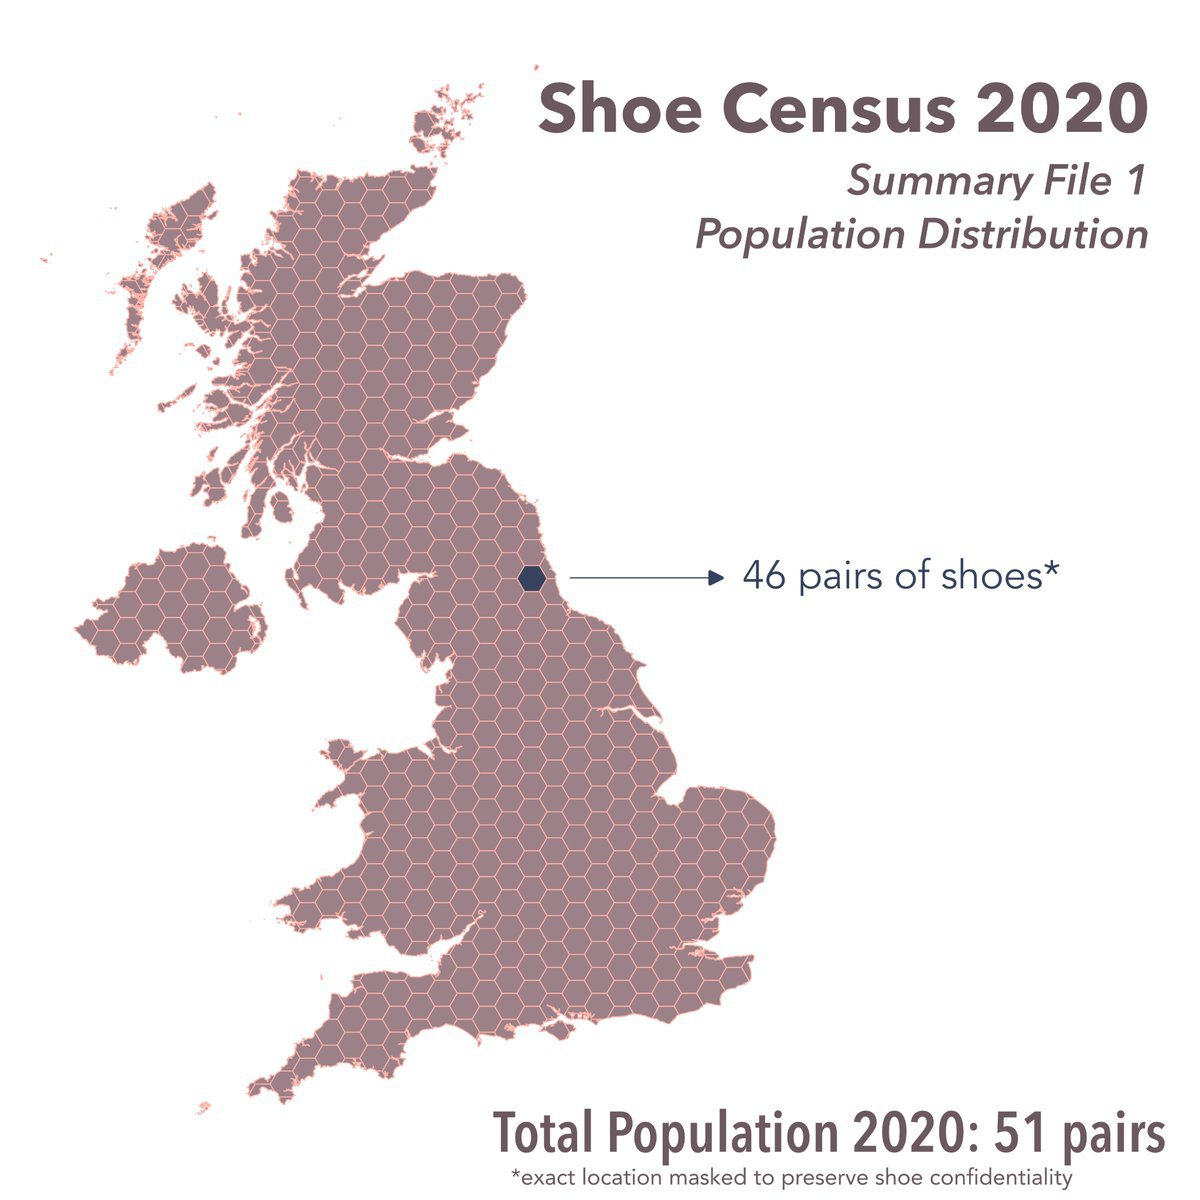 Shoe Census 2020
Summary File 1
Population Distribution
46 pairs of shoes*
Total Population 2020: 51 pairs
*exact location masked to preserve shoe confidentiality